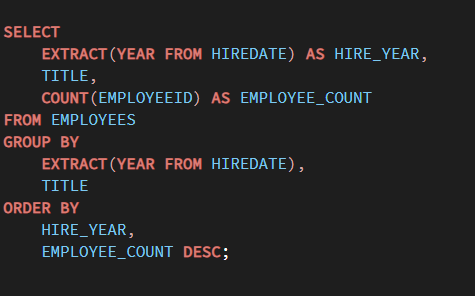 SELECT
    EXTRACT(YEAR FROM HIREDATE) AS HIRE_YEAR,
    TITLE,
    COUNT(EMPLOYEEID) AS EMPLOYEE_COUNT
FROM EMPLOYEES
GROUP BY
    EXTRACT(YEAR FROM HIREDATE),
    TITLE
ORDER BY
    HIRE_YEAR,
    EMPLOYEE_COUNT DESC;